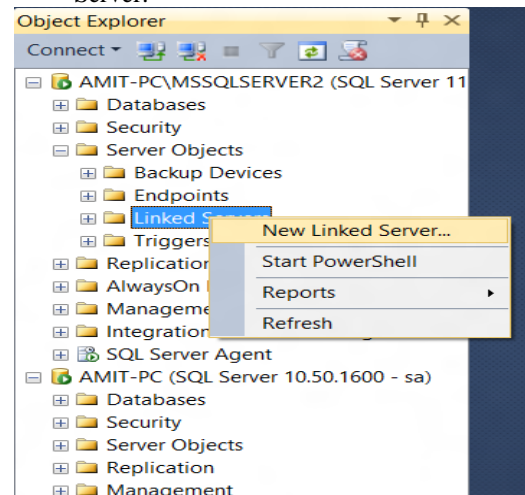 Server.
Object Explorer
Connect
AMIT-PC\MSSQLSERVER2 (SQL Server 11
Databases
Security
Server Objects
Backup Devices
Endpoints
Linked Servers
New Linked Server...
Triggers
Start PowerShell
Replication
Reports
AlwaysOn
Refresh
Manageme
Integration
SQL Server Agent
AMIT-PC (SQL Server 10.50.1600 - sa)
Databases
Security
Server Objects
Replication
Management